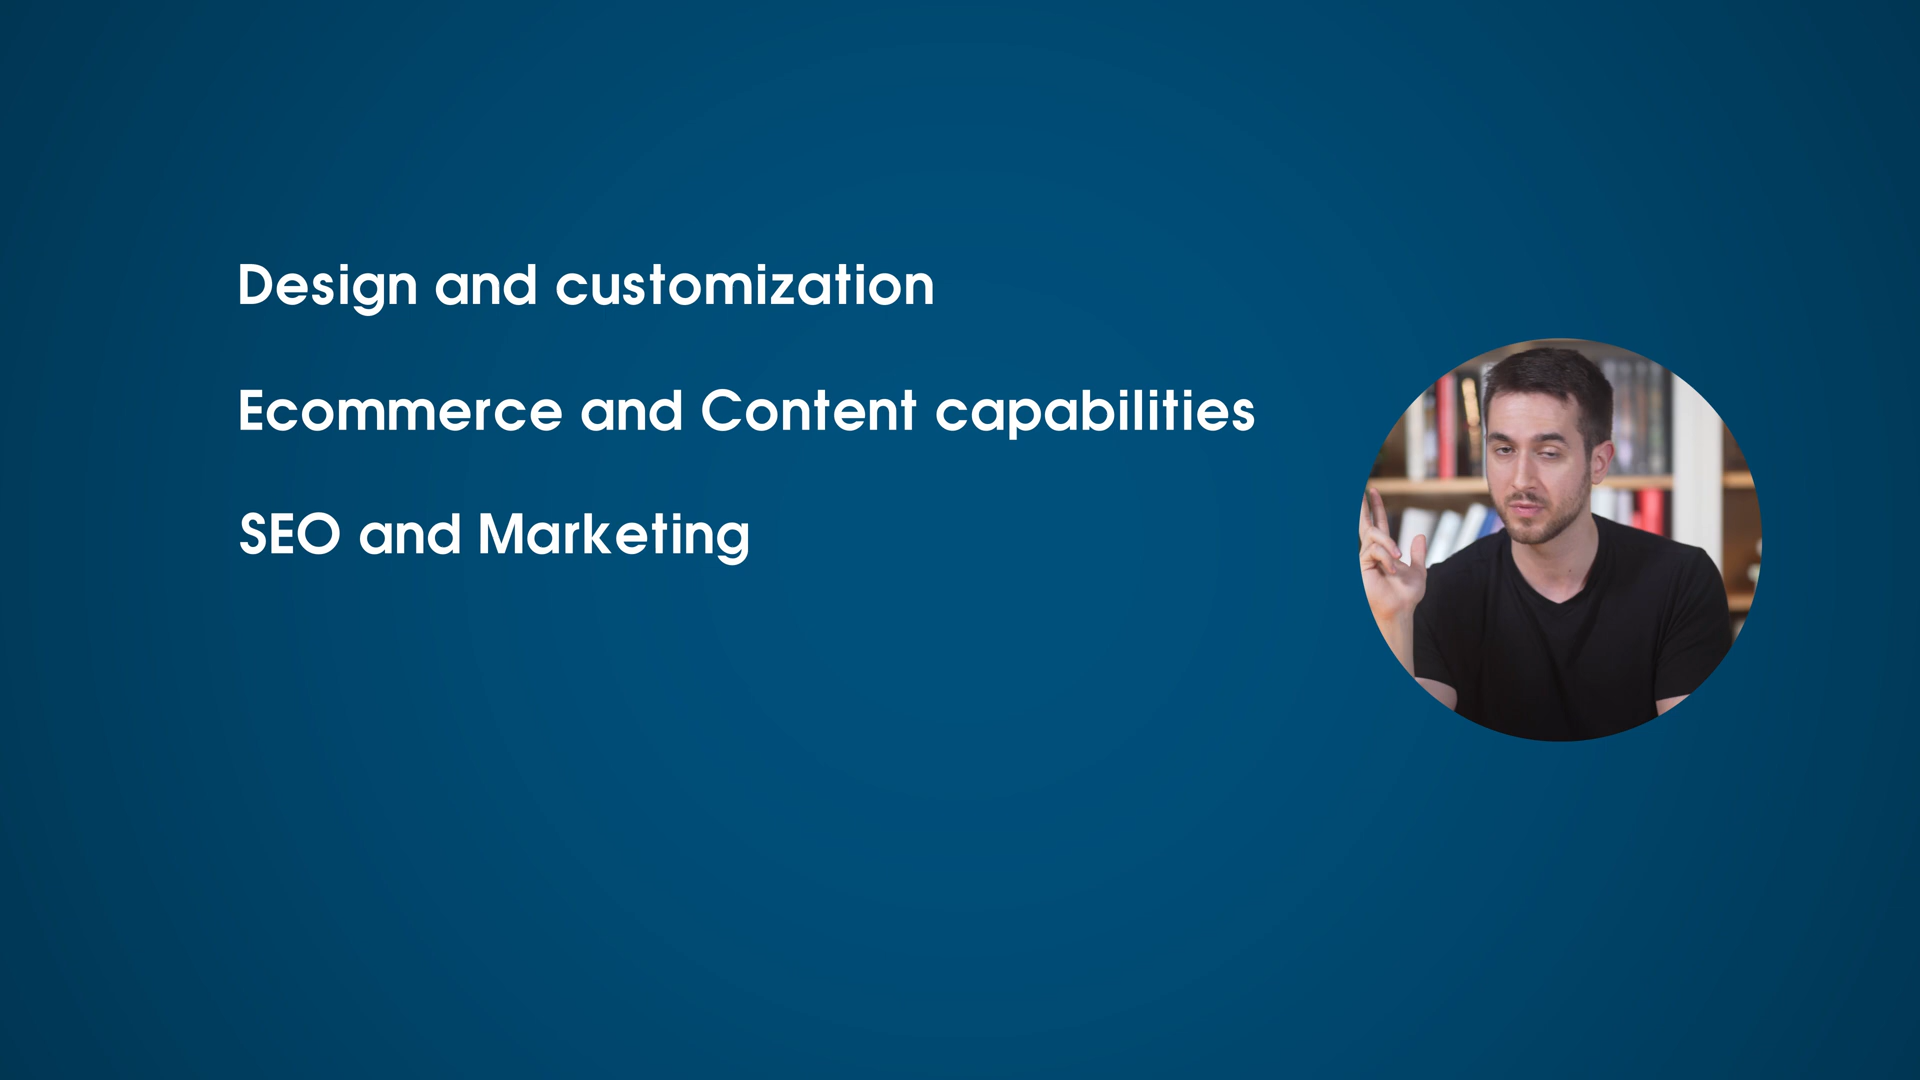 Design and customization
Ecommerce and Content capabilities
SEO and Marketing